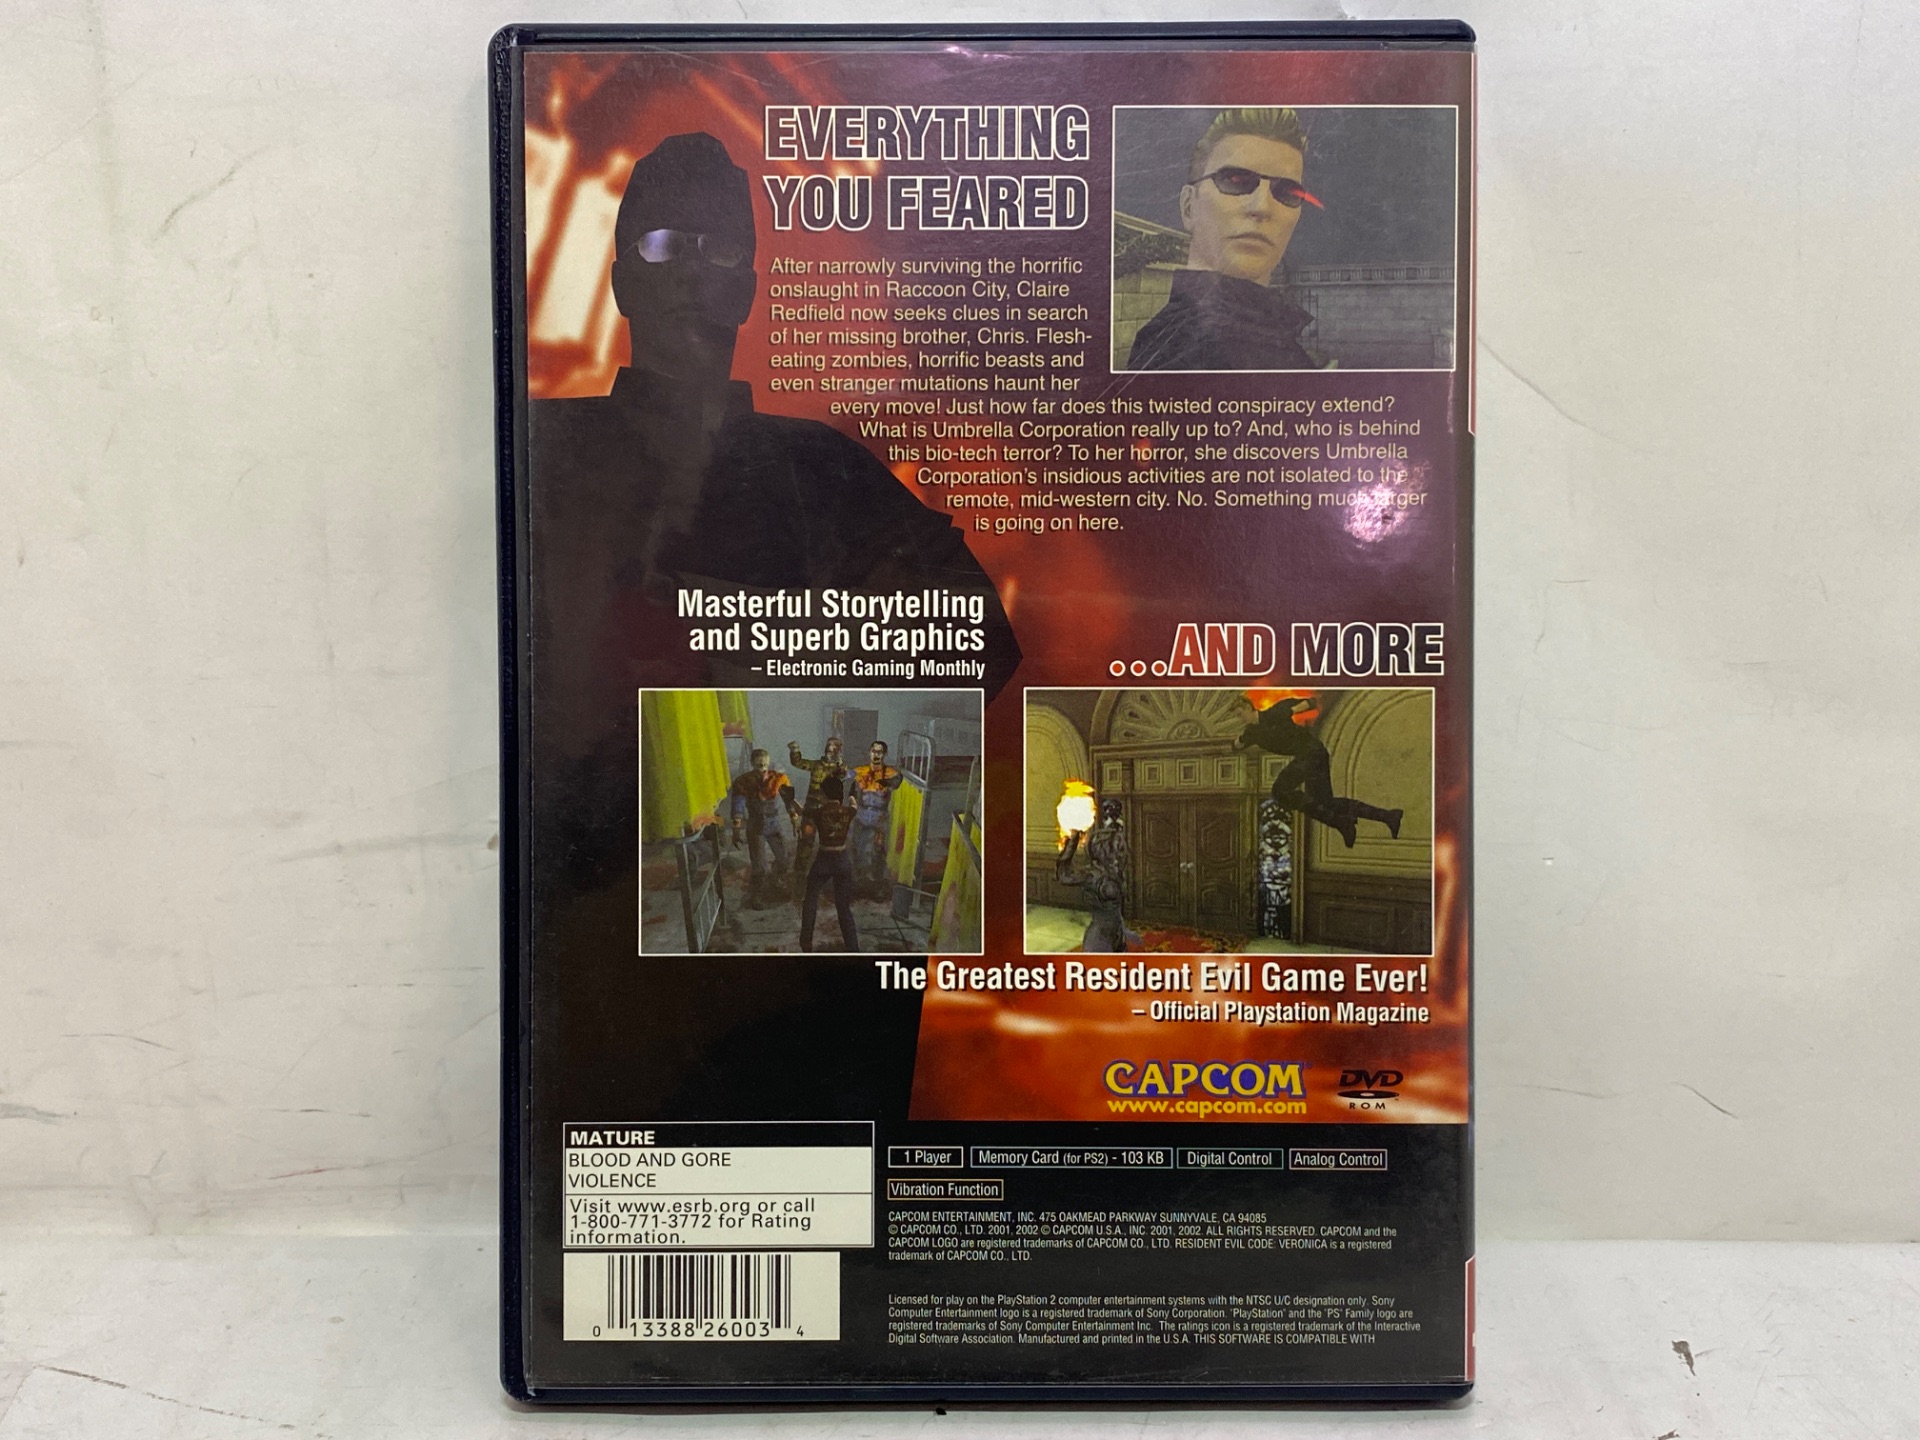 EVERYTHING
YOU FEARED
After narrowly surviving the horrific
onslaught in Raccoon City, Claire
Redfield now seeks clues in search
of her missing brother, Chris. Flesh-
eating zombies, horrific beasts and
even stranger mutations haunt her
every move! Just how far does this twisted conspiracy extend?
What is Umbrella Corporation really up to? And, who is behind
this bio-tech terror? To her horror, she discovers Umbrella
Corporation's insidious activities are not isolated to the
remote, mid-western city. No. Something much larger
is going on here.
Masterful Storytelling
and Superb Graphics
– Electronic Gaming Monthly
...AND MORE
The Greatest Resident Evil Game Ever!
– Official Playstation Magazine
CAPCOM
www.capcom.com
DVD
ROM
MATURE
BLOOD AND GORE
VIOLENCE
Visit www.esrb.org or call
1-800-771-3772 for Rating
information.
0 13388 26003 4
1 Player
Memory Card (for PS2) - 103 KB
Digital Control
Analog Control
Vibration Function
CAPCOM ENTERTAINMENT, INC. 475 OAKMEAD PARKWAY SUNNYVALE, CA 94085
© CAPCOM CO., LTD. 2001, 2002 © CAPCOM U.S.A., INC. 2001, 2002. ALL RIGHTS RESERVED. CAPCOM and the
CAPCOM LOGO are registered trademarks of CAPCOM CO., LTD. RESIDENT EVIL CODE: VERONICA is a registered
trademark of CAPCOM CO., LTD.
Licensed for play on the PlayStation 2 computer entertainment systems with the NTSC U/C designation only. Sony
Computer Entertainment logo is a registered trademark of Sony Corporation. "PlayStation" and the "PS" Family logo are
registered trademarks of Sony Computer Entertainment Inc. The ratings icon is a registered trademark of the Interactive
Digital Software Association. Manufactured and printed in the U.S.A. THIS SOFTWARE IS COMPATIBLE WITH